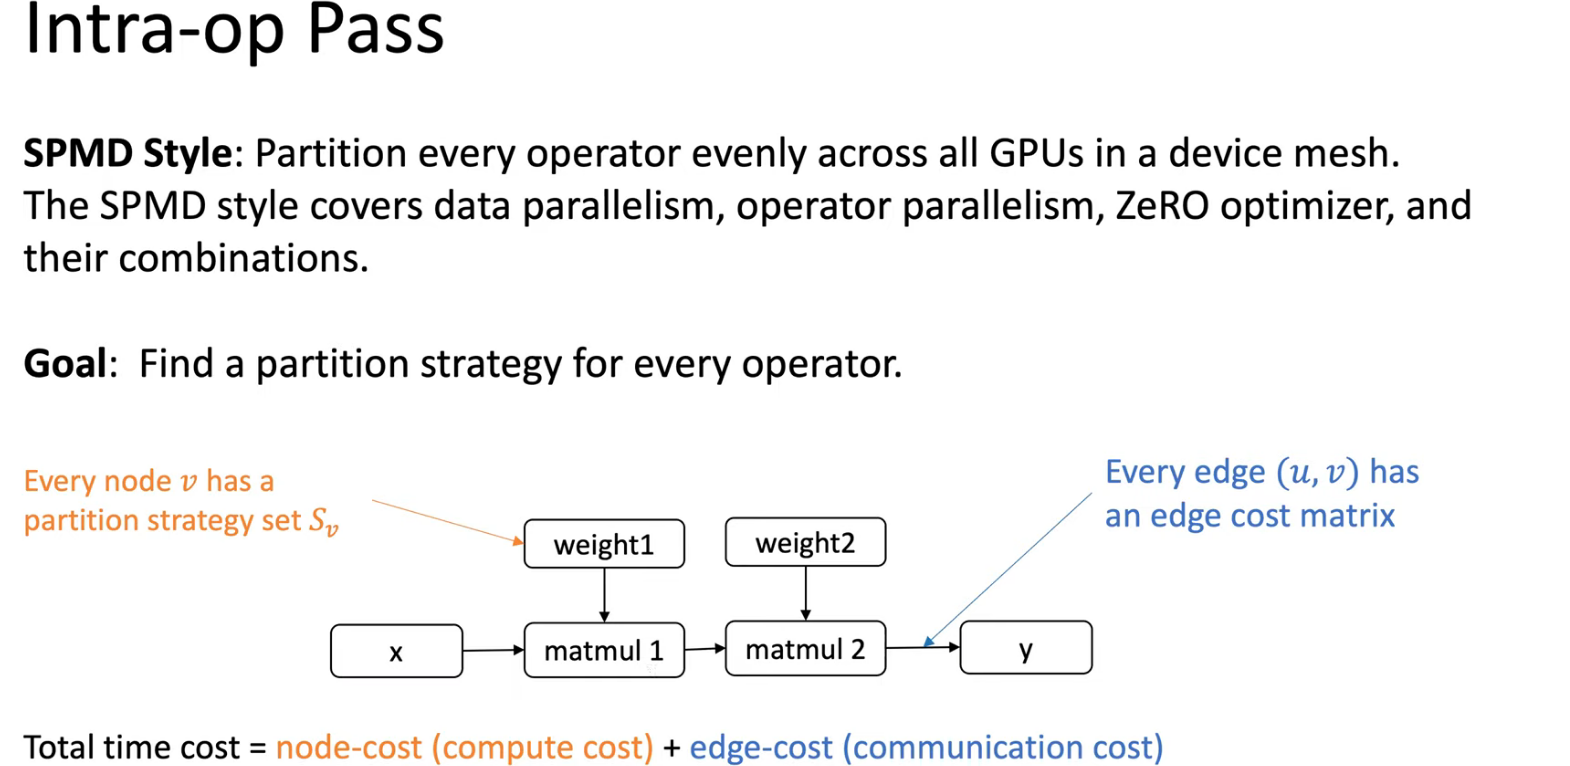 Intra-op Pass
SPMD Style: Partition every operator evenly across all GPUs in a device mesh.
The SPMD style covers data parallelism, operator parallelism, ZeRO optimizer, and
their combinations.
Goal: Find a partition strategy for every operator.
Every node v has a
partition strategy set Sᵥ
Every edge (u, v) has
an edge cost matrix
weight1
weight2
x
matmul 1
matmul 2
y
Total time cost = node-cost (compute cost) + edge-cost (communication cost)